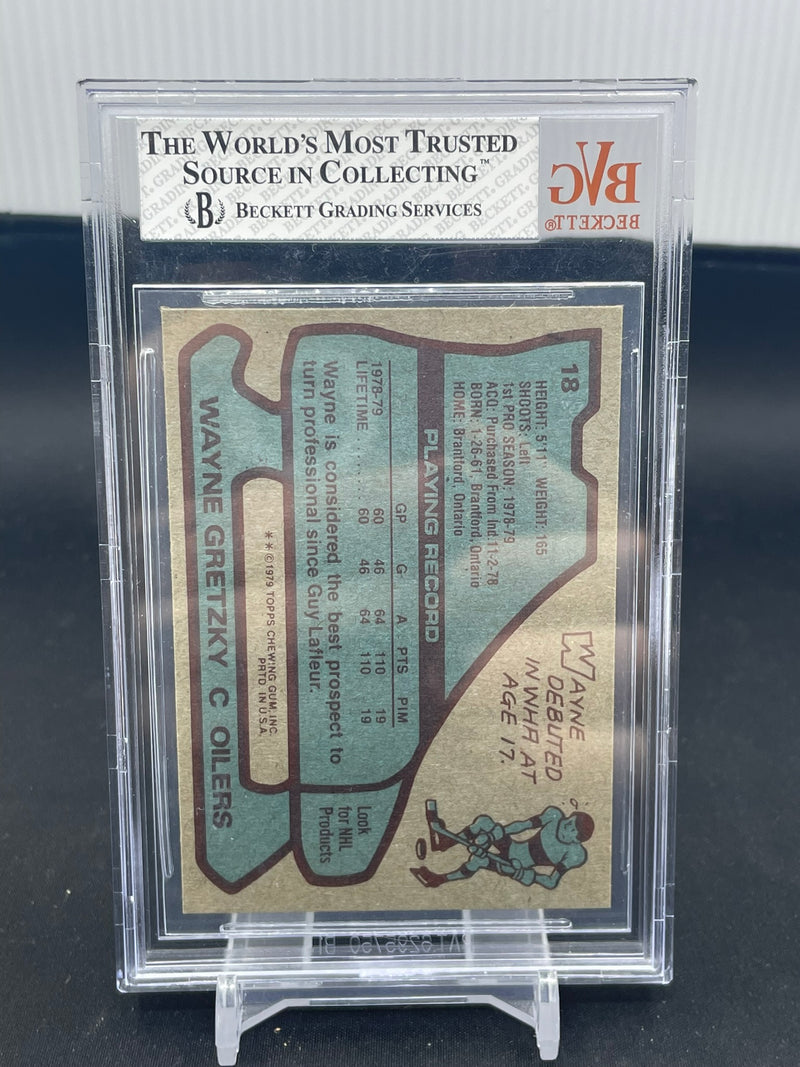 THE WORLD'S MOST TRUSTED
SOURCE IN COLLECTING™
B BECKETT GRADING SERVICES
BVG
BECKETT®
18
HEIGHT: 5'11" WEIGHT: 165
SHOOTS: Left
1st PRO SEASON: 1978-79
ACQ: Purchased From Ind. 11-2-78
BORN: 1-26-61, Brantford, Ontario
HOME: Brantford, Ontario
WAYNE
DEBUTED
IN WHA AT
AGE 17.
PLAYING RECORD
GP G A PTS PIM
1978-79 60 46 64 110 19
LIFETIME........ 60 46 64 110 19
Wayne is considered the best prospect to
turn professional since Guy Lafleur.
Look
for NHL
Products
**©1979 TOPPS CHEWING GUM, INC.
PRTD. IN U.S.A.
WAYNE GRETZKY C OILERS